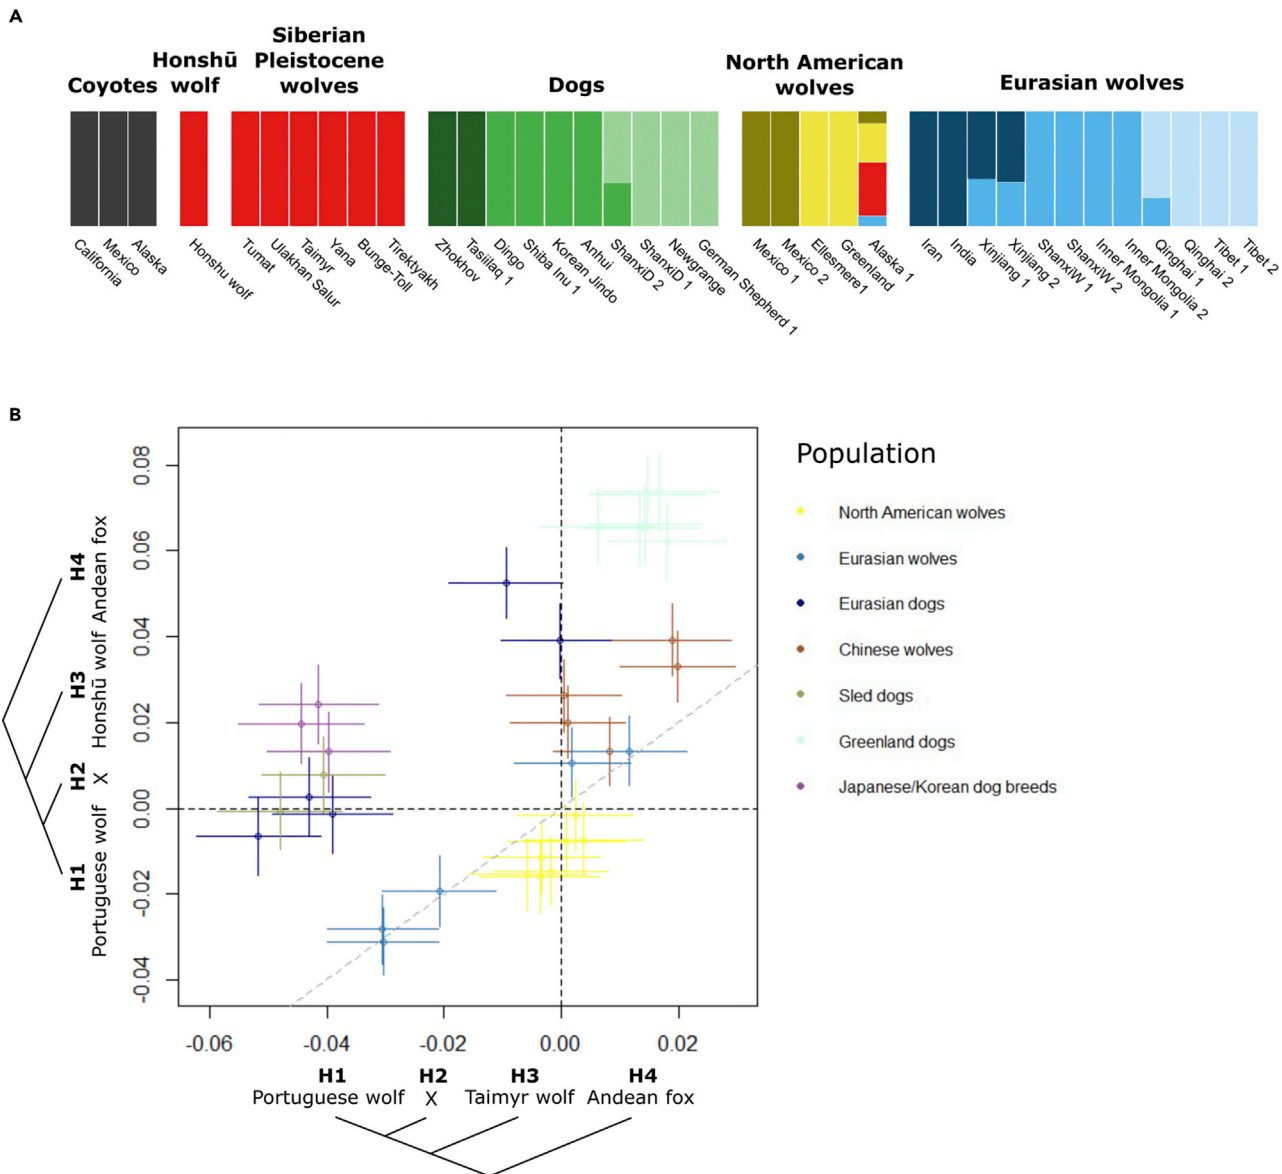 A
Coyotes
Honshū
wolf
Siberian
Pleistocene
wolves
Dogs
North American
wolves
Eurasian wolves
California
Mexico
Alaska
Honshu wolf
Tumat
Ulakhan Salur
Taimyr
Yana
Bunge-Toll
Tirektyakh
Zhokhov
Tasiilaq 1
Dingo
Shiba Inu 1
Korean Jindo
Anhui
ShanxiD 2
ShanxiD 1
Newgrange
German Shepherd 1
Mexico 1
Mexico 2
Ellesmere1
Greenland
Alaska 1
Iran
India
Xinjiang 1
Xinjiang 2
ShanxiW 1
ShanxiW 2
Inner Mongolia 1
Inner Mongolia 2
Qinghai 1
Qinghai 2
Tibet 1
Tibet 2
B
H4
Andean fox
H3
Honshū wolf
H2
X
H1
Portuguese wolf
0.08
0.06
0.04
0.02
0.00
-0.02
-0.04
-0.06 -0.04 -0.02 0.00 0.02
H1 H2 H3 H4
Portuguese wolf X Taimyr wolf Andean fox
Population
North American wolves
Eurasian wolves
Eurasian dogs
Chinese wolves
Sled dogs
Greenland dogs
Japanese/Korean dog breeds